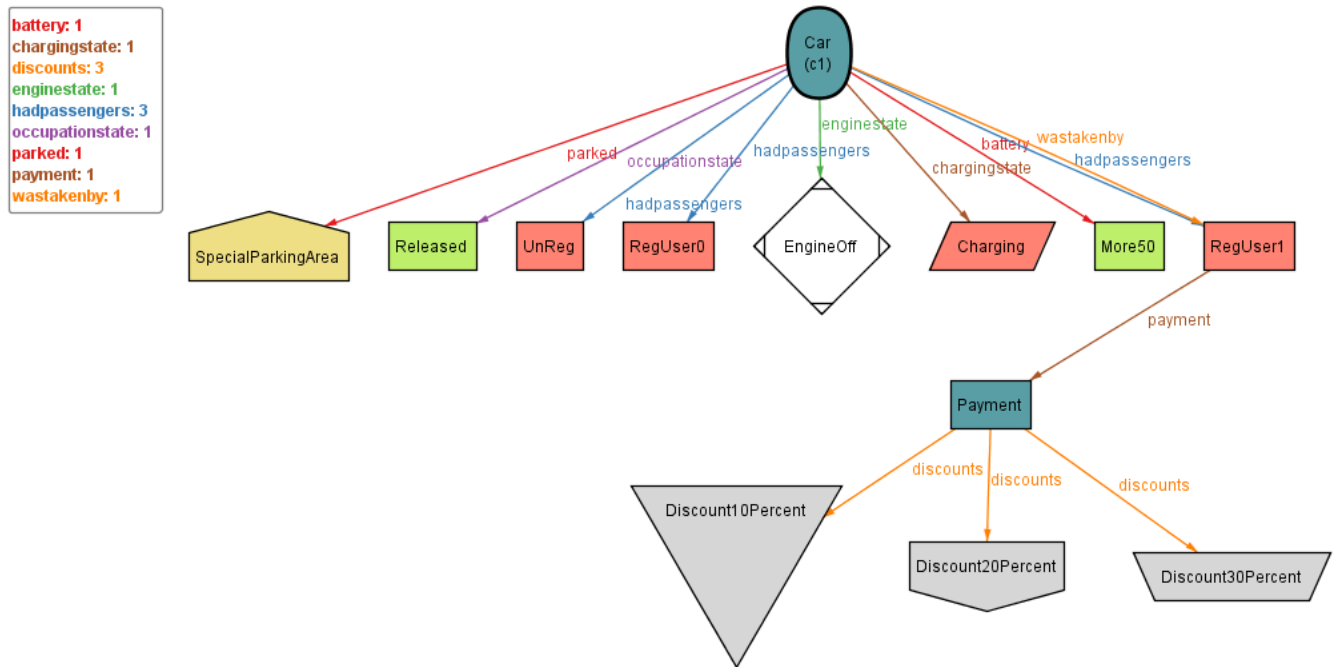 battery: 1
chargingstate: 1
discounts: 3
enginestate: 1
hadpassengers: 3
occupationstate: 1
parked: 1
payment: 1
wastakenby: 1
Car
(c1)
enginestate
wastakenby
battery
parked
occupationstate
hadpassengers
hadpassengers
chargingstate
hadpassengers
SpecialParkingArea
Released
UnReg
RegUser0
EngineOff
Charging
More50
RegUser1
payment
Payment
discounts
discounts
discounts
Discount10Percent
Discount20Percent
Discount30Percent